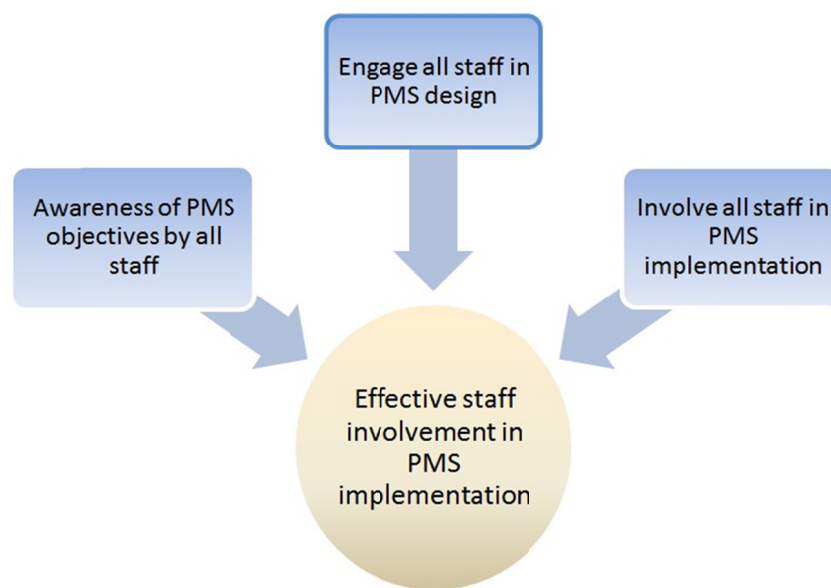 Engage all staff in
PMS design
Awareness of PMS
objectives by all
staff
Involve all staff in
PMS
implementation
Effective staff
involvement in
PMS
implementation